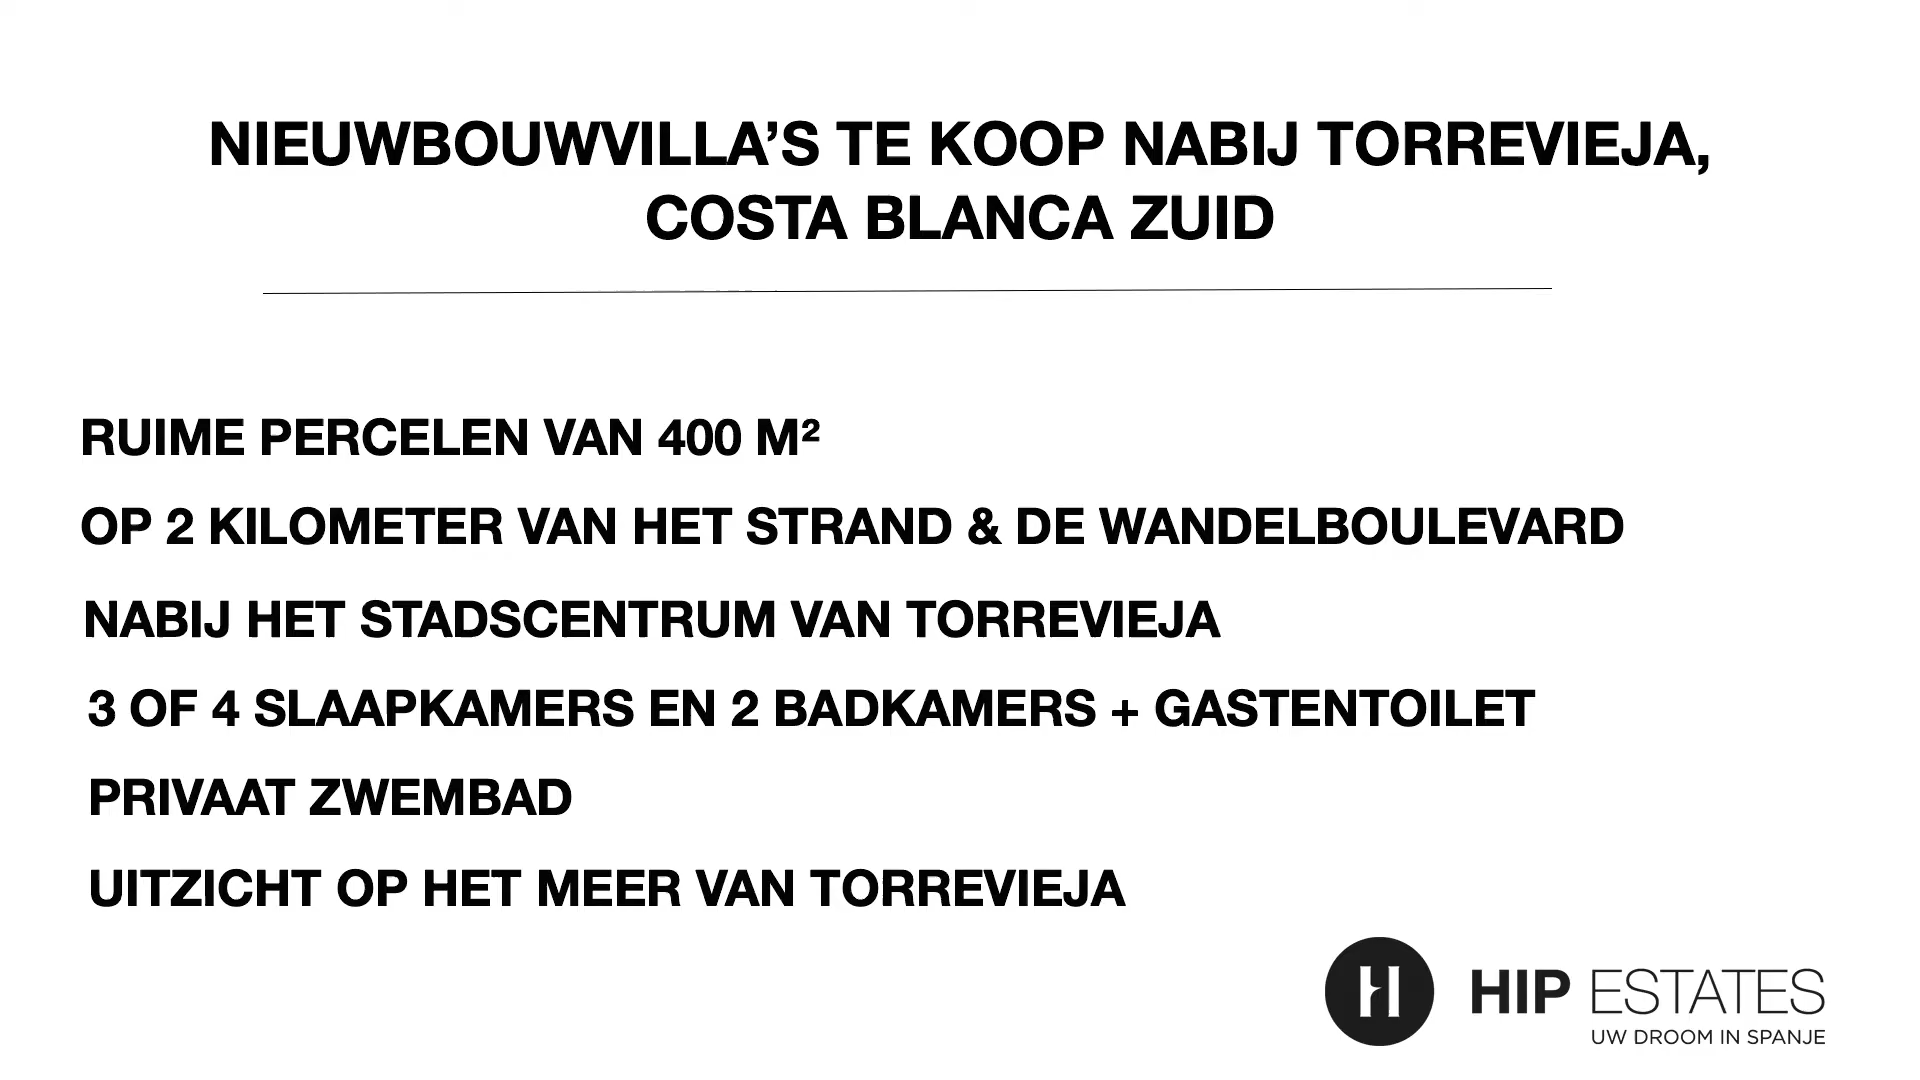 NIEUWBOUWVILLA’S TE KOOP NABIJ TORREVIEJA,
COSTA BLANCA ZUID
RUIME PERCELEN VAN 400 M²
OP 2 KILOMETER VAN HET STRAND & DE WANDELBOULEVARD
NABIJ HET STADSCENTRUM VAN TORREVIEJA
3 OF 4 SLAAPKAMERS EN 2 BADKAMERS + GASTENTOILET
PRIVAAT ZWEMBAD
UITZICHT OP HET MEER VAN TORREVIEJA
H HIP ESTATES
UW DROOM IN SPANJE